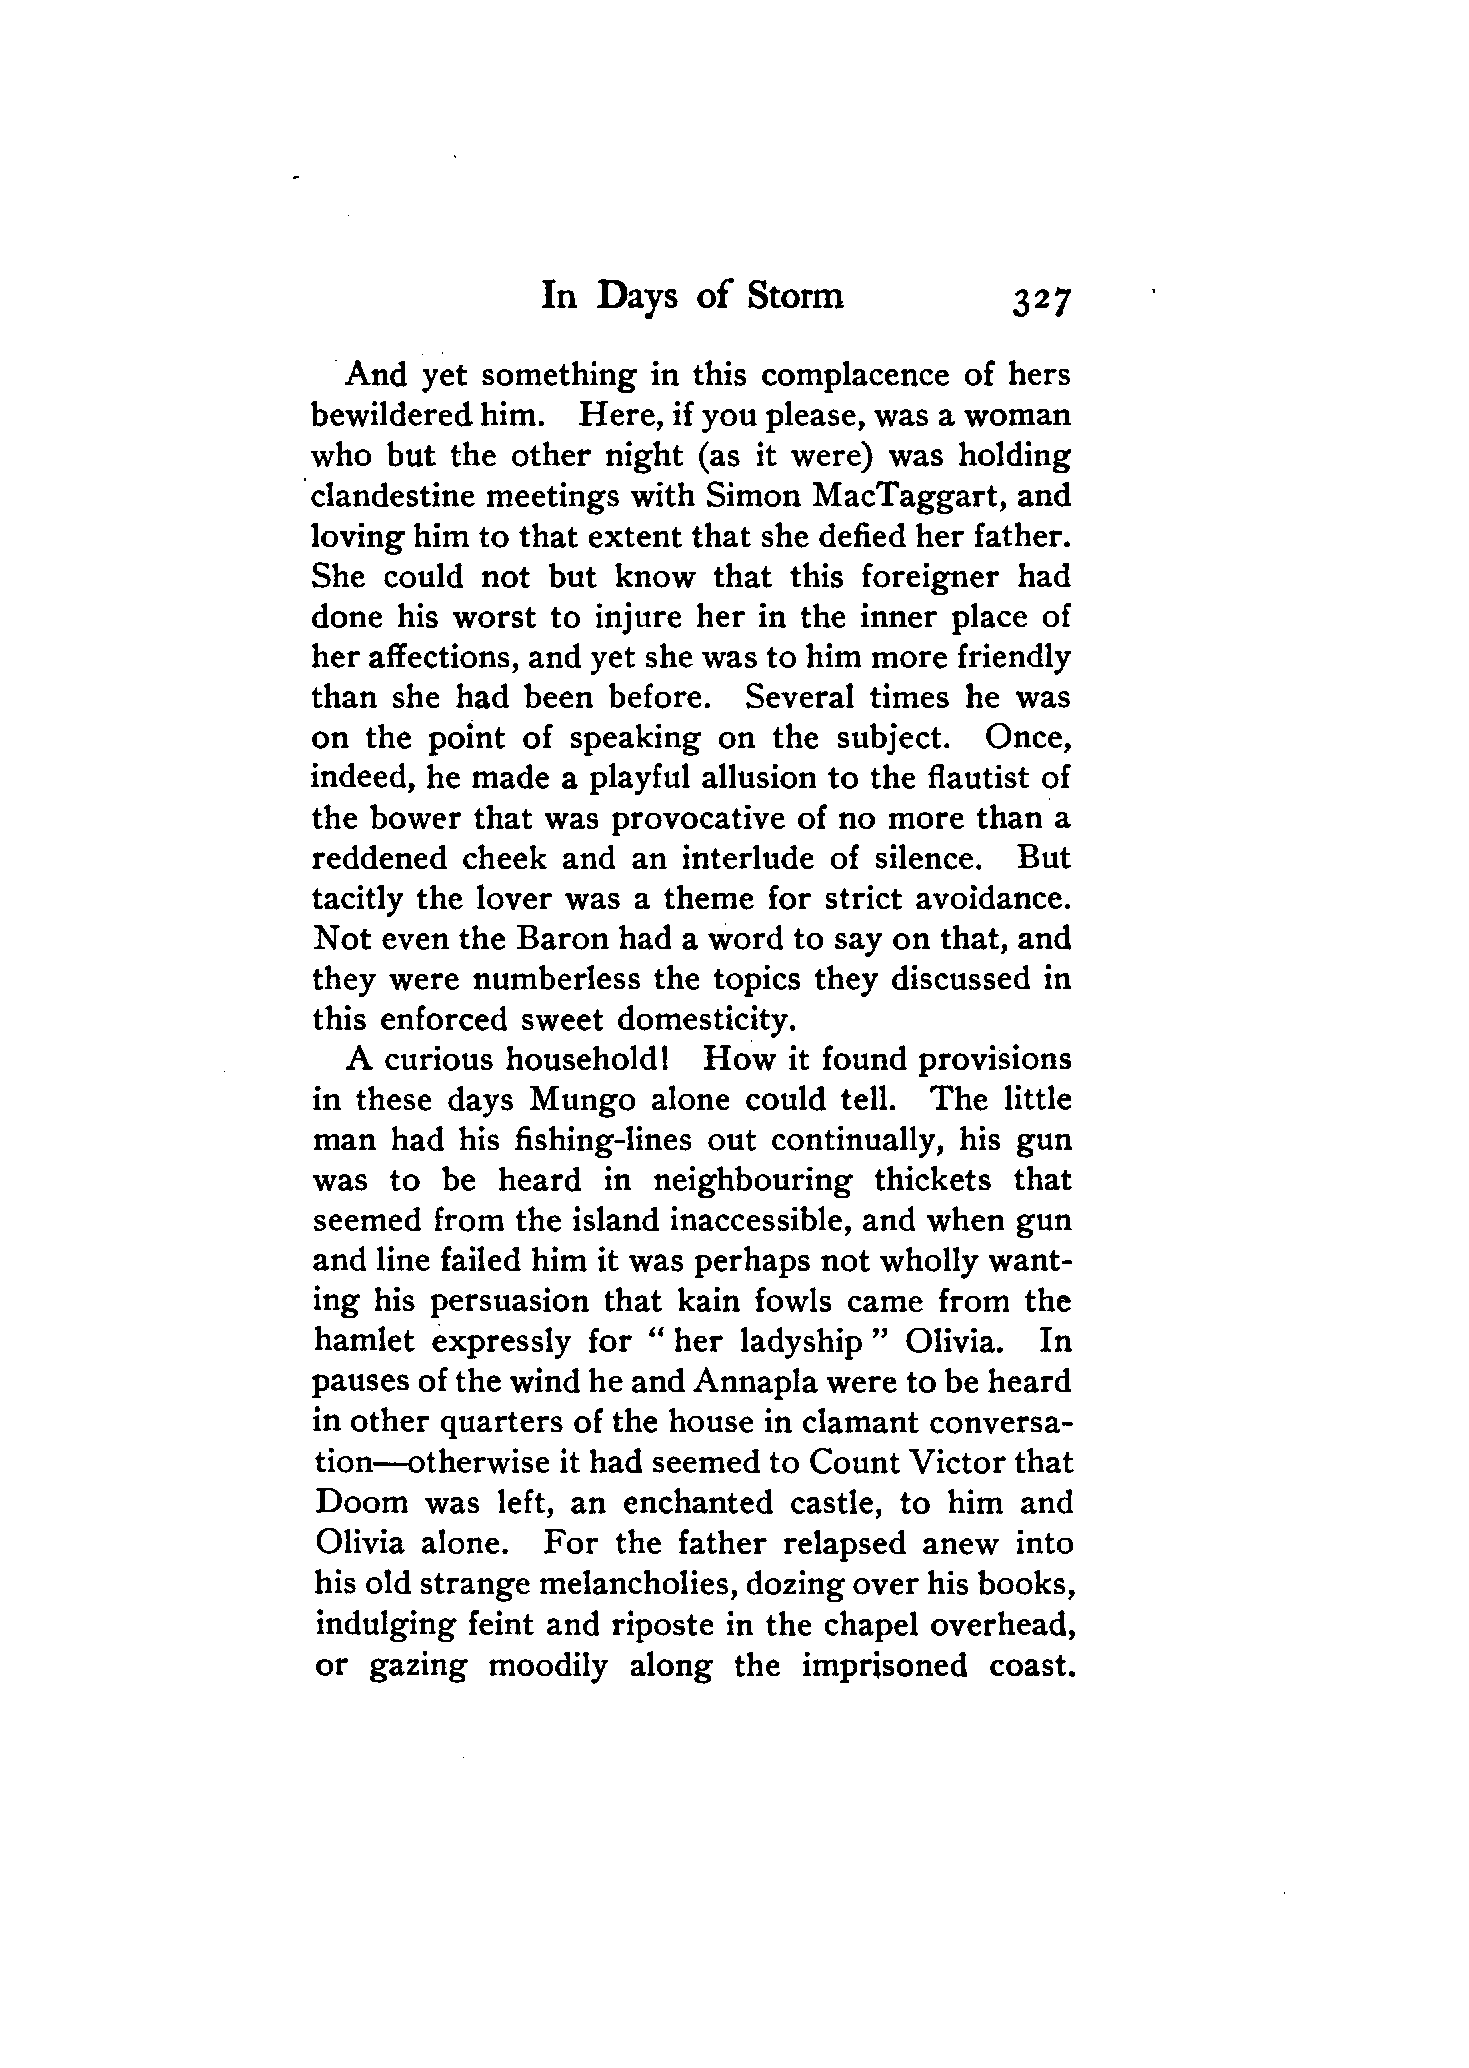 In Days of Storm 327
And yet something in this complacence of hers
bewildered him. Here, if you please, was a woman
who but the other night (as it were) was holding
clandestine meetings with Simon MacTaggart, and
loving him to that extent that she defied her father.
She could not but know that this foreigner had
done his worst to injure her in the inner place of
her affections, and yet she was to him more friendly
than she had been before. Several times he was
on the point of speaking on the subject. Once,
indeed, he made a playful allusion to the flautist of
the bower that was provocative of no more than a
reddened cheek and an interlude of silence. But
tacitly the lover was a theme for strict avoidance.
Not even the Baron had a word to say on that, and
they were numberless the topics they discussed in
this enforced sweet domesticity.
A curious household! How it found provisions
in these days Mungo alone could tell. The little
man had his fishing-lines out continually, his gun
was to be heard in neighbouring thickets that
seemed from the island inaccessible, and when gun
and line failed him it was perhaps not wholly want-
ing his persuasion that kain fowls came from the
hamlet expressly for " her ladyship " Olivia. In
pauses of the wind he and Annapla were to be heard
in other quarters of the house in clamant conversa-
tion—otherwise it had seemed to Count Victor that
Doom was left, an enchanted castle, to him and
Olivia alone. For the father relapsed anew into
his old strange melancholies, dozing over his books,
indulging feint and riposte in the chapel overhead,
or gazing moodily along the imprisoned coast.